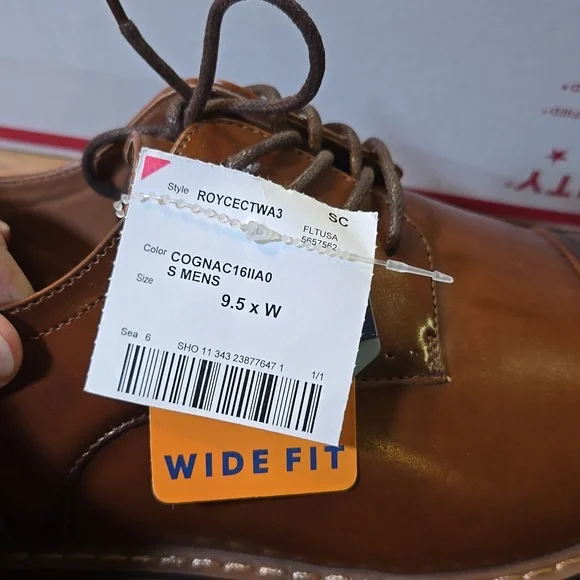 Style ROYCECTWA3 SC
FLTUSA
5657562
Color COGNAC16IIA0
S MENS
Size 9.5 x W
Sea 6 SHO 11 343 23877647 1 1/1
WIDE FIT